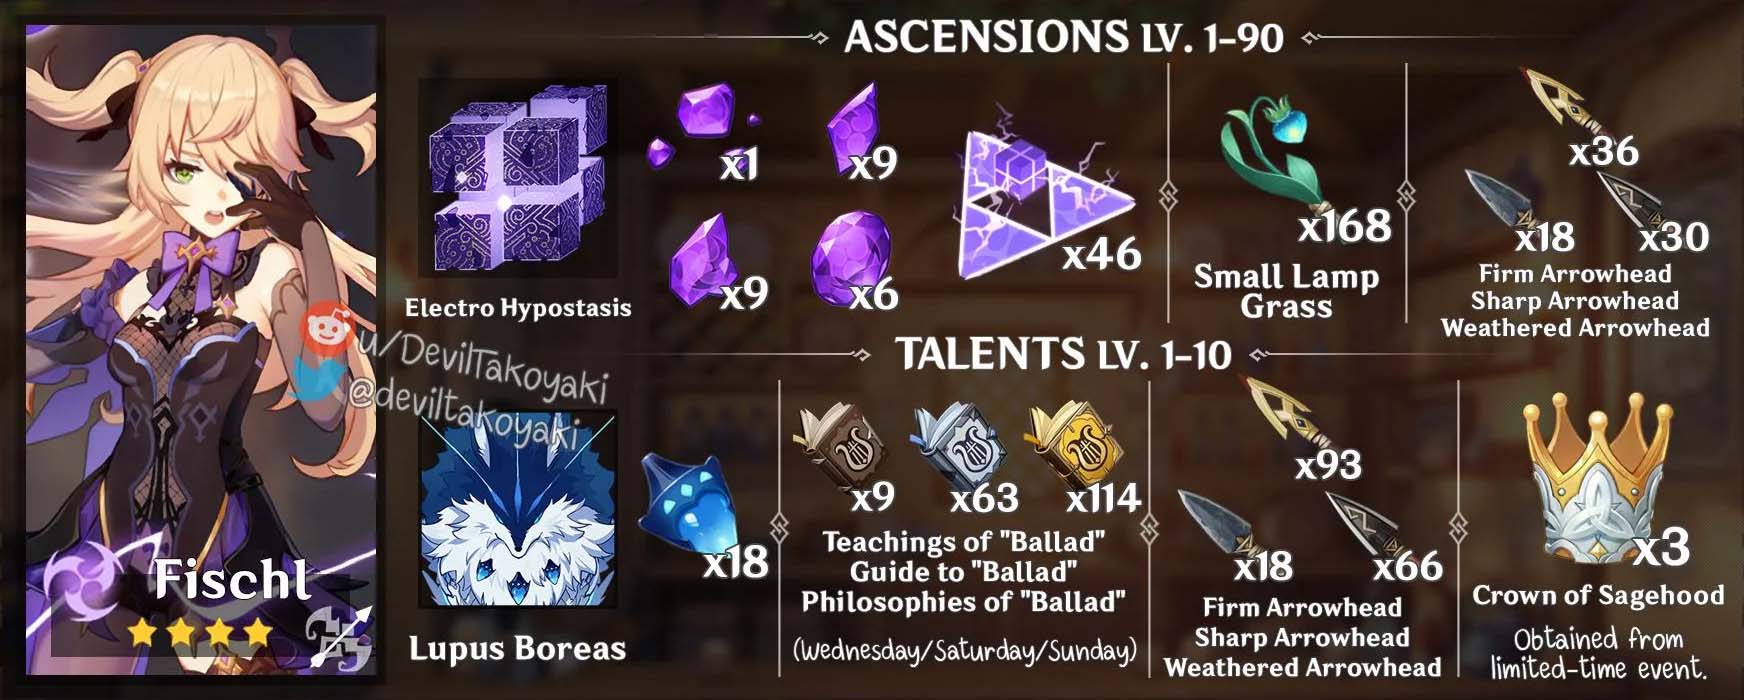 ASCENSIONS LV. 1-90
x1
x9
x9
x6
x46
x168
x36
x18
x30
Electro Hypostasis
Small Lamp
Grass
Firm Arrowhead
Sharp Arrowhead
Weathered Arrowhead
u/DevilTakoyaki
@deviltakoyaki
TALENTS LV. 1-10
x18
x9
x63
x114
x93
x18
x66
x3
Lupus Boreas
Teachings of "Ballad"
Guide to "Ballad"
Philosophies of "Ballad"
(Wednesday/Saturday/Sunday)
Firm Arrowhead
Sharp Arrowhead
Weathered Arrowhead
Crown of Sagehood
Obtained from
limited-time event.
Fischl